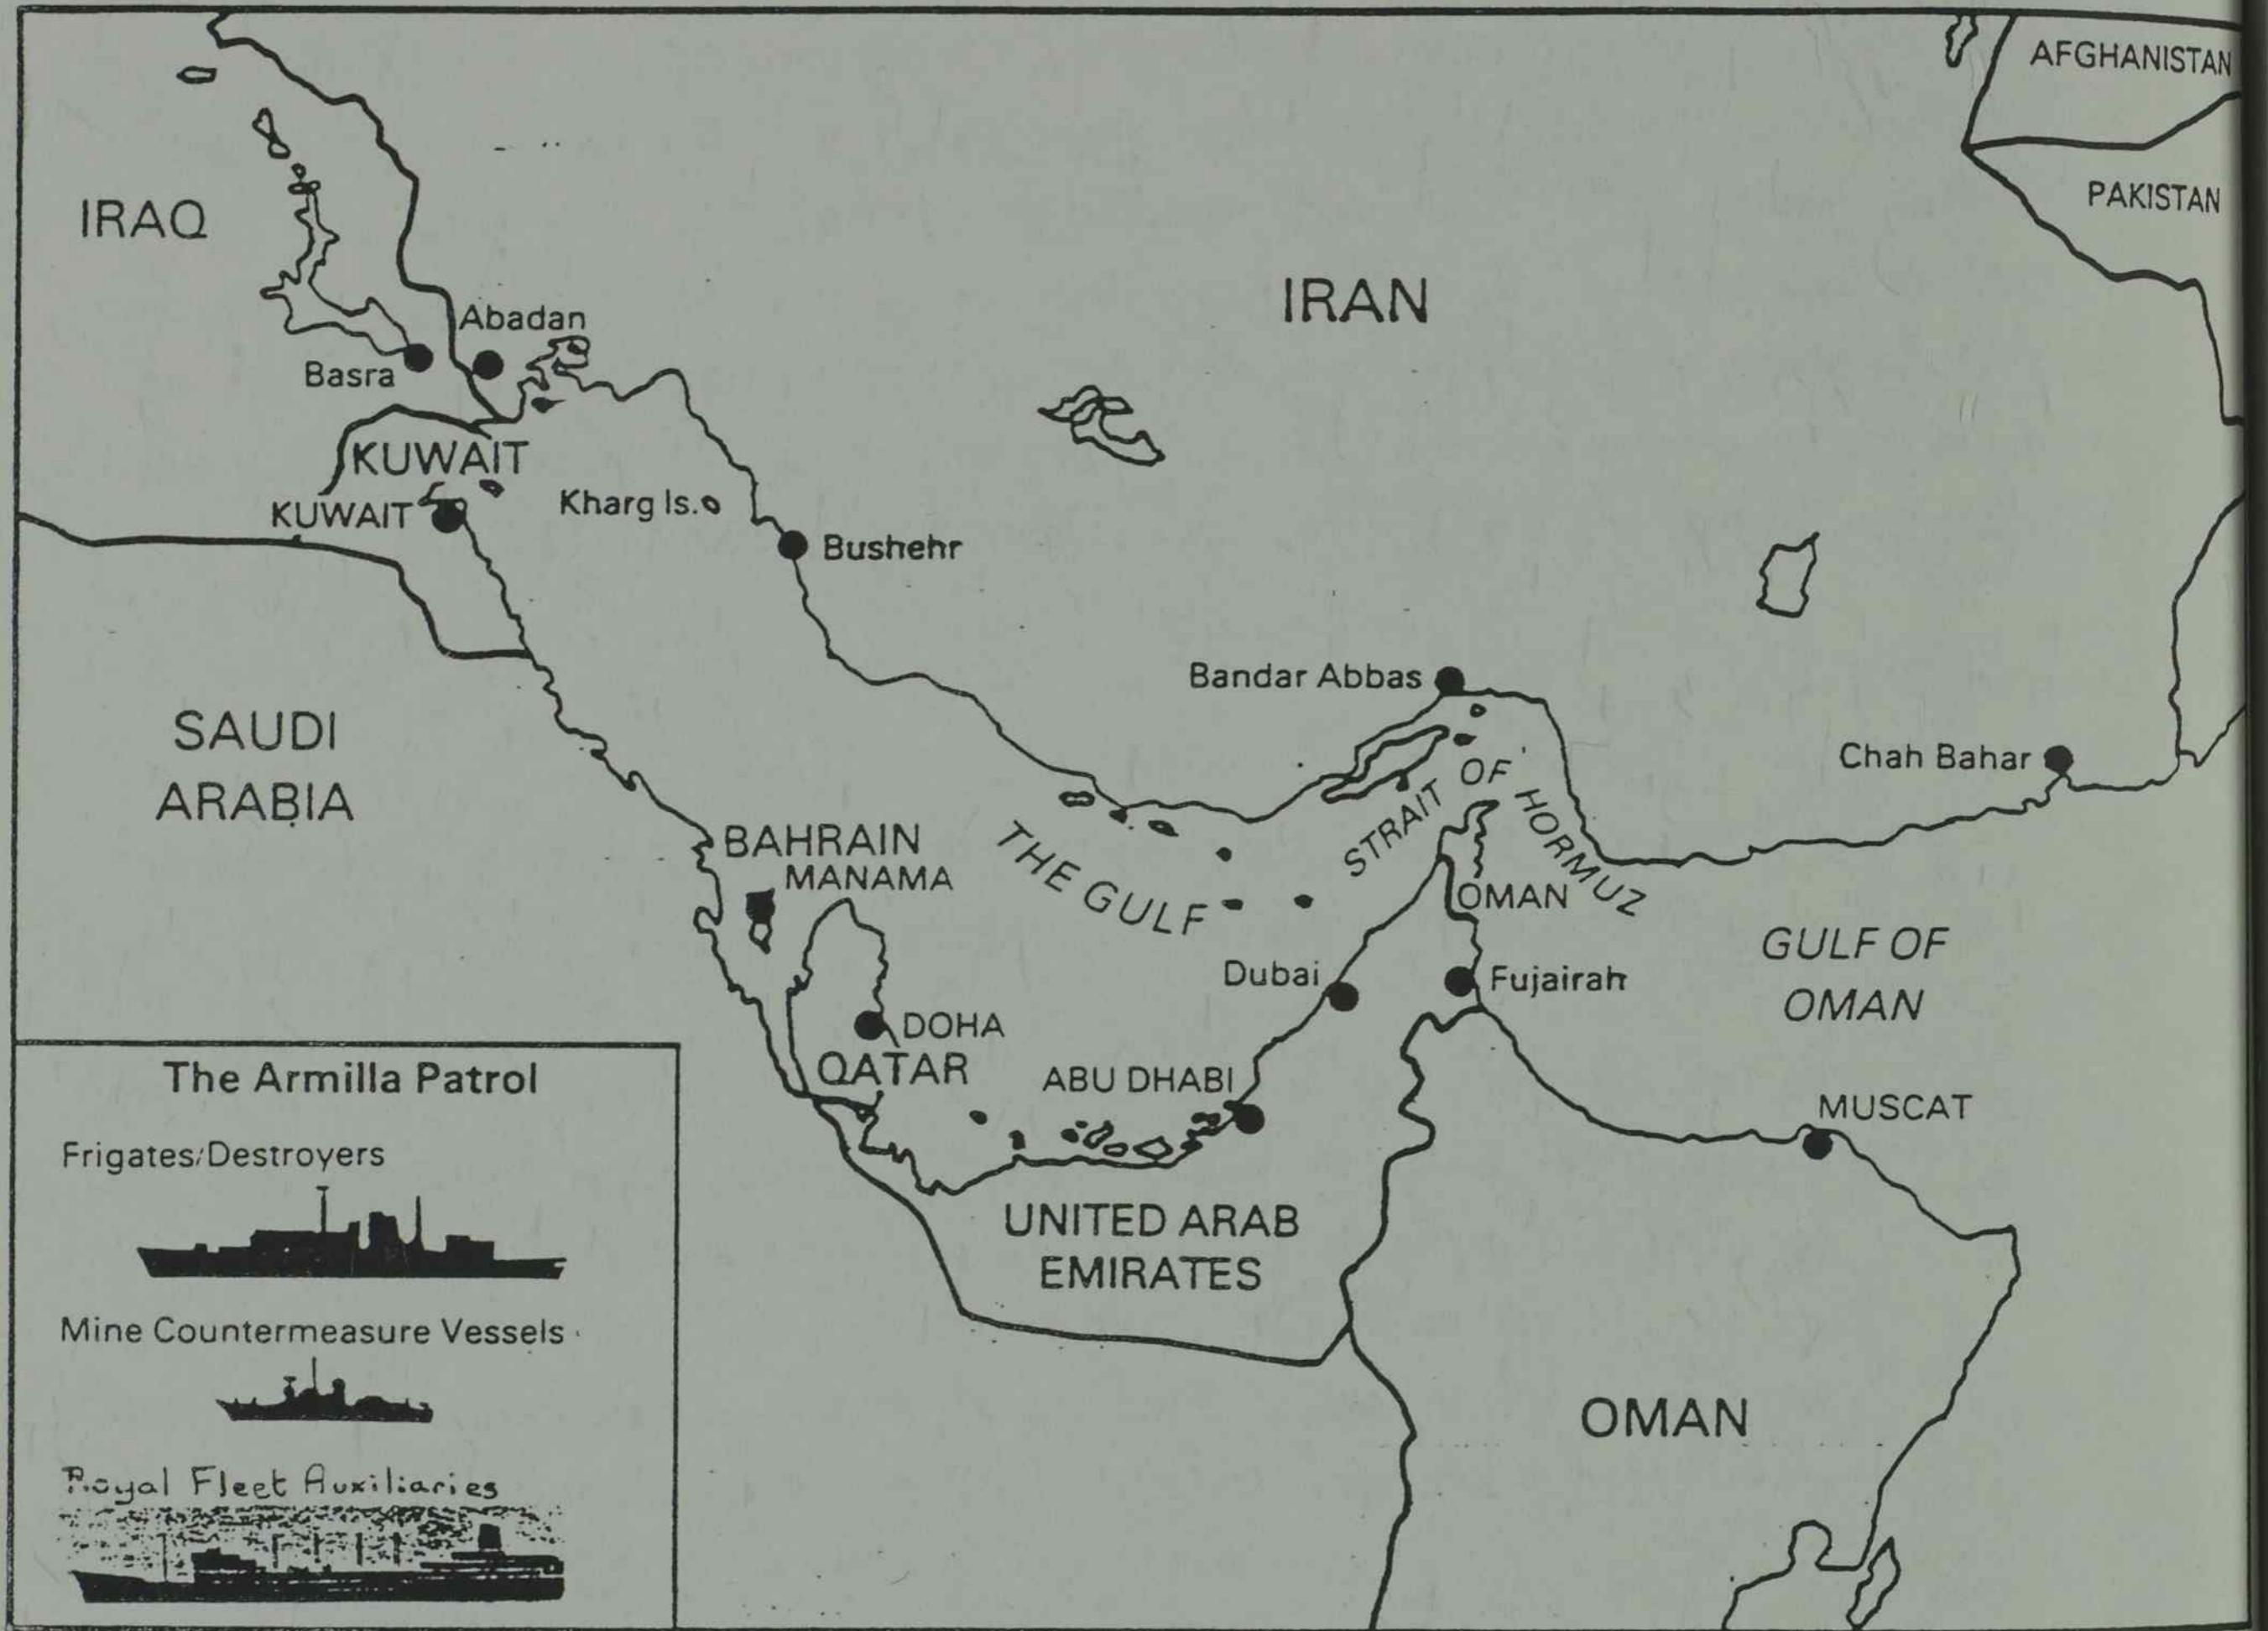 AFGHANISTAN
PAKISTAN
IRAQ
IRAN
Abadan
Basra
KUWAIT
KUWAIT
Kharg Is.
Bushehr
Bandar Abbas
SAUDI
ARABIA
Chah Bahar
STRAIT OF HORMUZ
THE GULF
BAHRAIN
MANAMA
OMAN
GULF OF
OMAN
Dubai
Fujairah
DOHA
QATAR
ABU DHABI
MUSCAT
UNITED ARAB
EMIRATES
OMAN
The Armilla Patrol
Frigates/Destroyers
Mine Countermeasure Vessels
Royal Fleet Auxiliaries